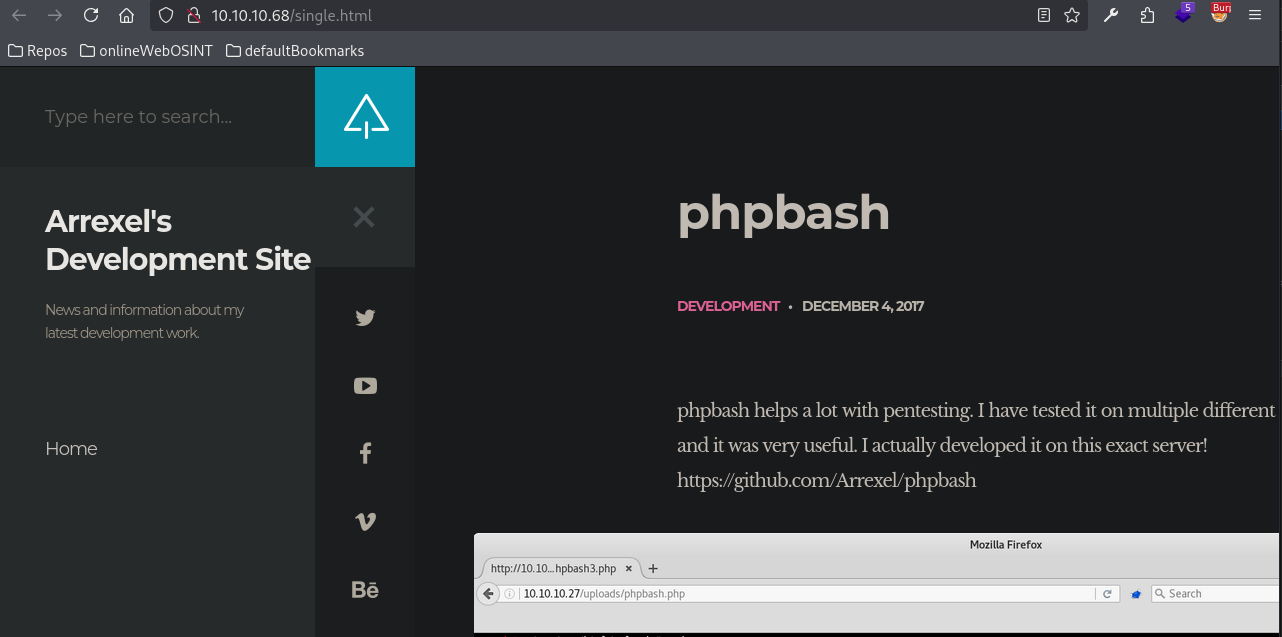 10.10.10.68/single.html
5
Bur
Repos
onlineWebOSINT
defaultBookmarks
Type here to search...
Arrexel's
Development Site
News and information about my
latest development work.
Home
Bē
phpbash
DEVELOPMENT • DECEMBER 4, 2017
phpbash helps a lot with pentesting. I have tested it on multiple different
and it was very useful. I actually developed it on this exact server!
https://github.com/Arrexel/phpbash
Mozilla Firefox
http://10.10...hpbash3.php
10.10.10.27/uploads/phpbash.php
Search